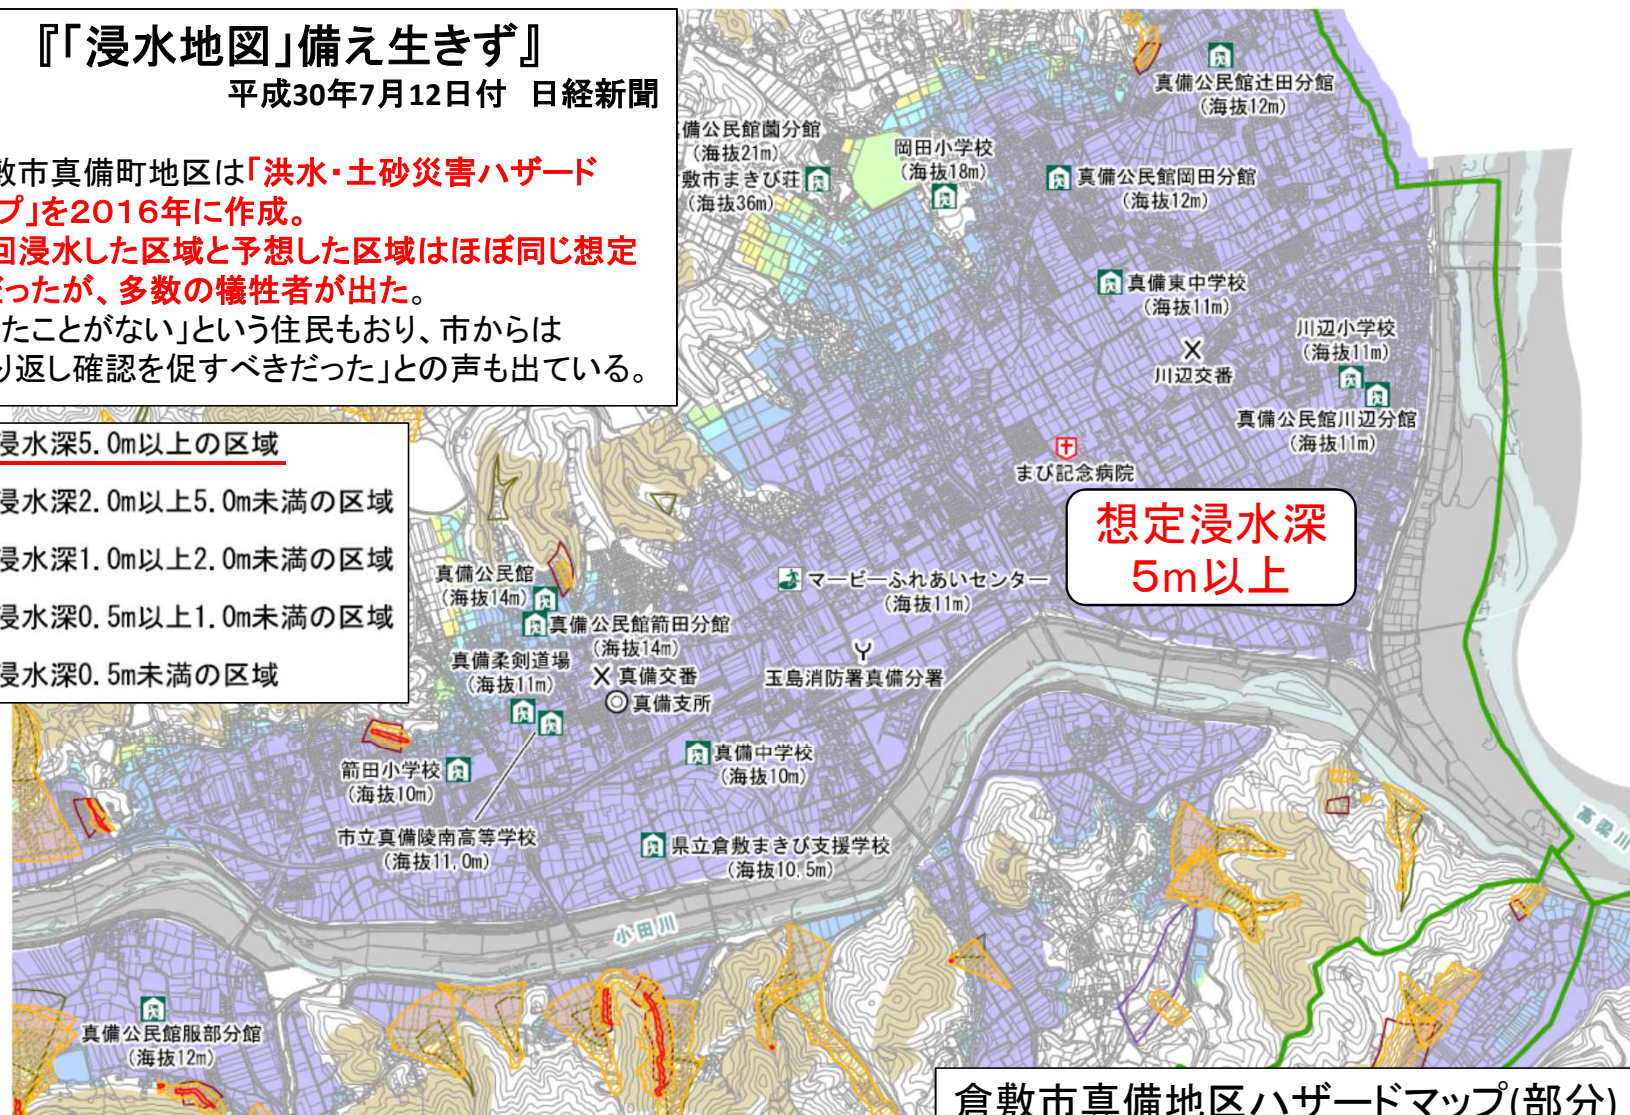 『「浸水地図」備え生きず』
平成30年7月12日付　日経新聞
敷市真備町地区は「洪水・土砂災害ハザード
プ」を２０１６年に作成。
回浸水した区域と予想した区域はほぼ同じ想定
だったが、多数の犠牲者が出た。
たことがない」という住民もおり、市からは
り返し確認を促すべきだった」との声も出ている。
浸水深5.0m以上の区域
浸水深2.0m以上5.0m未満の区域
浸水深1.0m以上2.0m未満の区域
浸水深0.5m以上1.0m未満の区域
浸水深0.5m未満の区域
真備公民館辻田分館
(海抜12m)
備公民館薗分館
(海抜21m)
敷市まきび荘
(海抜36m)
岡田小学校
(海抜18m)
真備公民館岡田分館
(海抜12m)
真備東中学校
(海抜11m)
川辺小学校
(海抜11m)
川辺交番
真備公民館川辺分館
(海抜11m)
まび記念病院
想定浸水深
５ｍ以上
真備公民館
(海抜14m)
マービーふれあいセンター
(海抜11m)
真備公民館箭田分館
(海抜14m)
真備柔剣道場
(海抜11m)
真備交番
真備支所
玉島消防署真備分署
真備中学校
(海抜10m)
箭田小学校
(海抜10m)
市立真備陵南高等学校
(海抜11,0m)
県立倉敷まきび支援学校
(海抜10.5m)
高梁川
小田川
真備公民館服部分館
(海抜12m)
倉敷市真備地区ハザードマップ(部分)